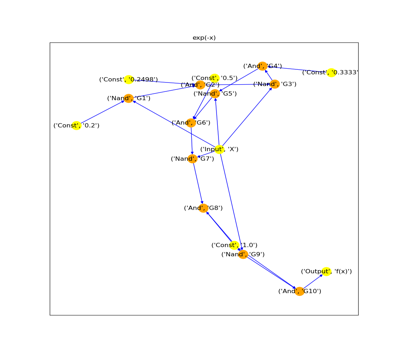 exp(-x)
('And', 'G4')
('Const', '0.3333'
('Const', '0.2498')
('Const', '0.5')
('And', 'G2')
('Nand', 'G3')
('Nand', 'G5')
('Nand', 'G1')
('Const', '0.2')
('And', 'G6')
('Input', 'X')
('Nand', 'G7')
('And', 'G8')
('Const', '1.0')
('Nand', 'G9')
('Output', 'f(x)')
('And', 'G10')